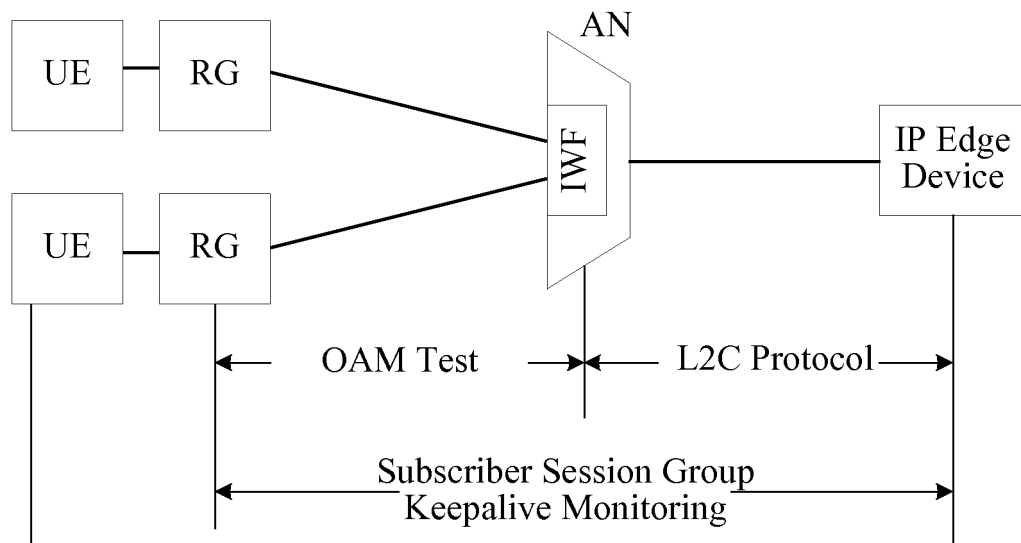 AN
UE
RG
IWF
IP Edge
Device
UE
RG
OAM Test
L2C Protocol
Subscriber Session Group
Keepalive Monitoring